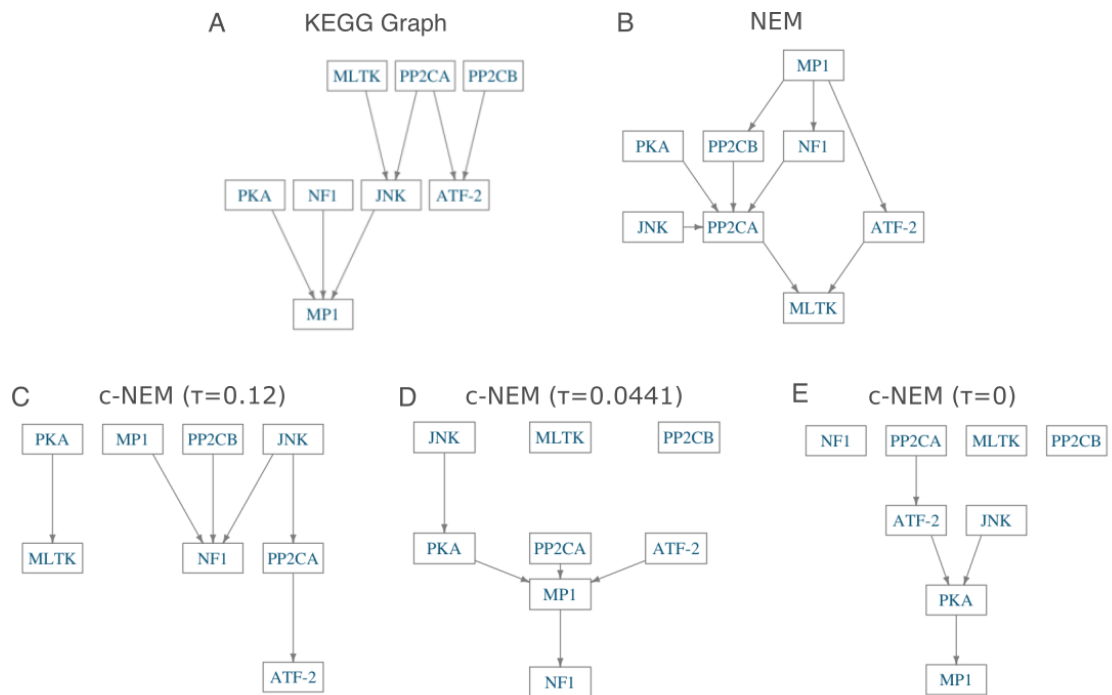 A KEGG Graph
MLTK PP2CA PP2CB
PKA NF1 JNK ATF-2
MP1
B NEM
MP1
PKA PP2CB NF1
JNK PP2CA ATF-2
MLTK
C c-NEM (τ=0.12)
PKA MP1 PP2CB JNK
MLTK NF1 PP2CA
ATF-2
D c-NEM (τ=0.0441)
JNK MLTK PP2CB
PKA PP2CA ATF-2
MP1
NF1
E c-NEM (τ=0)
NF1 PP2CA MLTK PP2CB
ATF-2 JNK
PKA
MP1